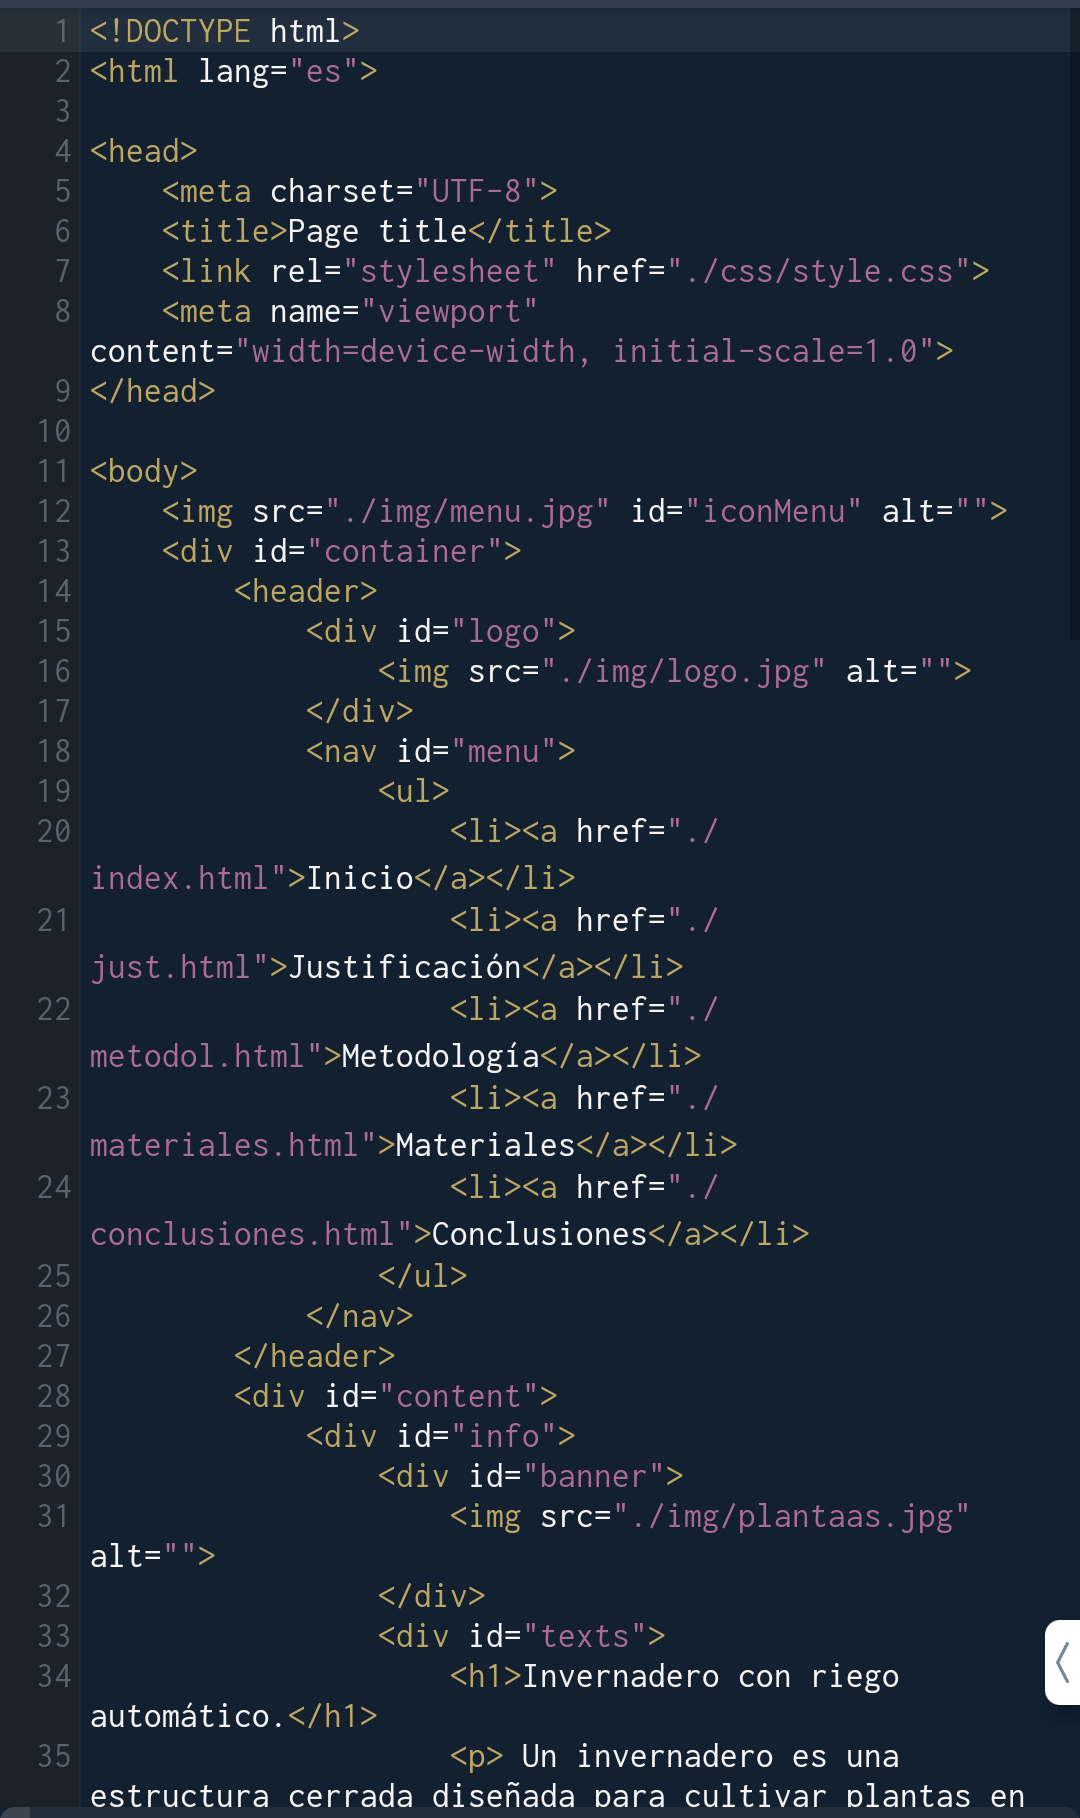 1 <!DOCTYPE html>
2 <html lang="es">
3
4 <head>
5     <meta charset="UTF-8">
6     <title>Page title</title>
7     <link rel="stylesheet" href="./css/style.css">
8     <meta name="viewport"
content="width=device-width, initial-scale=1.0">
9 </head>
10
11 <body>
12     <img src="./img/menu.jpg" id="iconMenu" alt="">
13     <div id="container">
14         <header>
15             <div id="logo">
16                 <img src="./img/logo.jpg" alt="">
17             </div>
18             <nav id="menu">
19                 <ul>
20                     <li><a href="./
index.html">Inicio</a></li>
21                     <li><a href="./
just.html">Justificación</a></li>
22                     <li><a href="./
metodol.html">Metodología</a></li>
23                     <li><a href="./
materiales.html">Materiales</a></li>
24                     <li><a href="./
conclusiones.html">Conclusiones</a></li>
25                 </ul>
26             </nav>
27         </header>
28         <div id="content">
29             <div id="info">
30                 <div id="banner">
31                     <img src="./img/plantaas.jpg"
alt="">
32                 </div>
33                 <div id="texts">
34                     <h1>Invernadero con riego
automático.</h1>
35                     <p> Un invernadero es una
estructura cerrada diseñada para cultivar plantas en